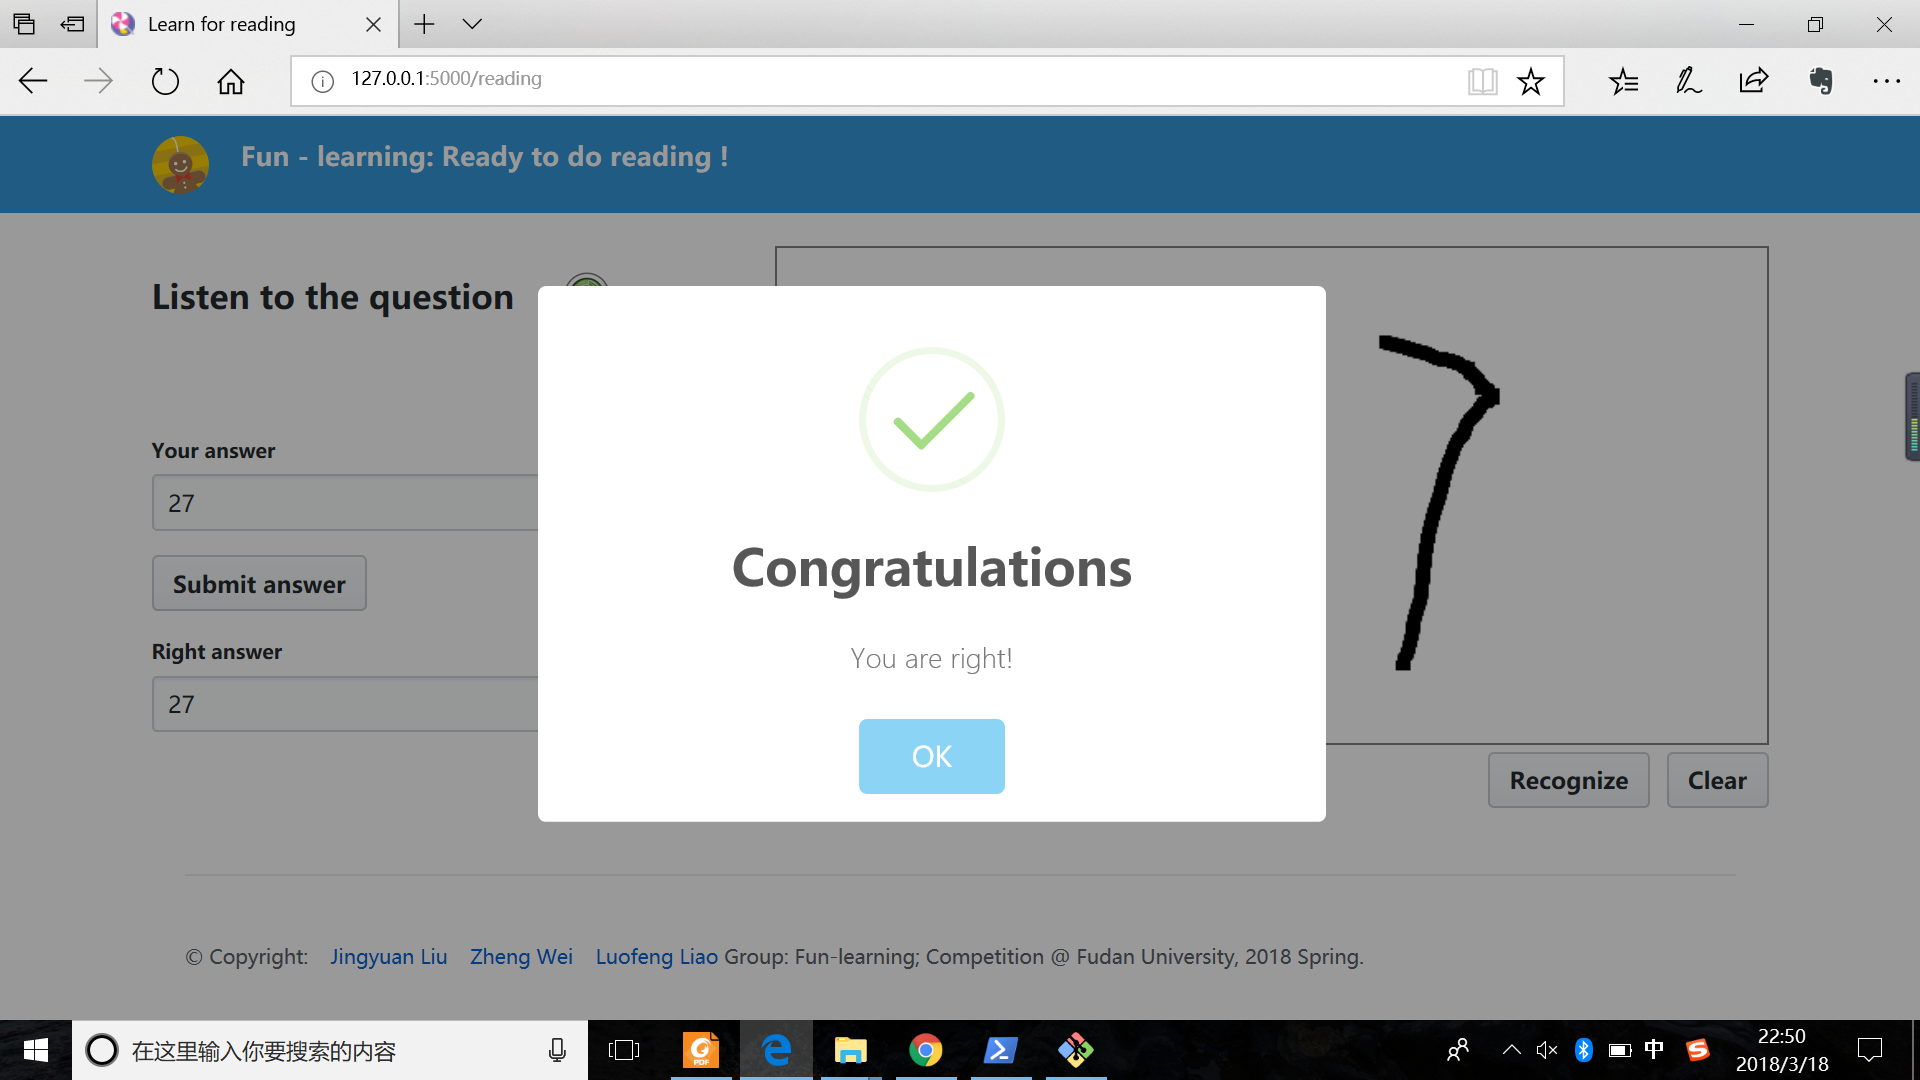 Learn for reading
127.0.0.1:5000/reading
Fun - learning: Ready to do reading !
Listen to the question
Your answer
27
Submit answer
Right answer
27
7
Congratulations
You are right!
OK
Recognize
Clear
© Copyright: Jingyuan Liu Zheng Wei Luofeng Liao Group: Fun-learning; Competition @ Fudan University, 2018 Spring.
在这里输入你要搜索的内容
PDF
中
22:50
2018/3/18